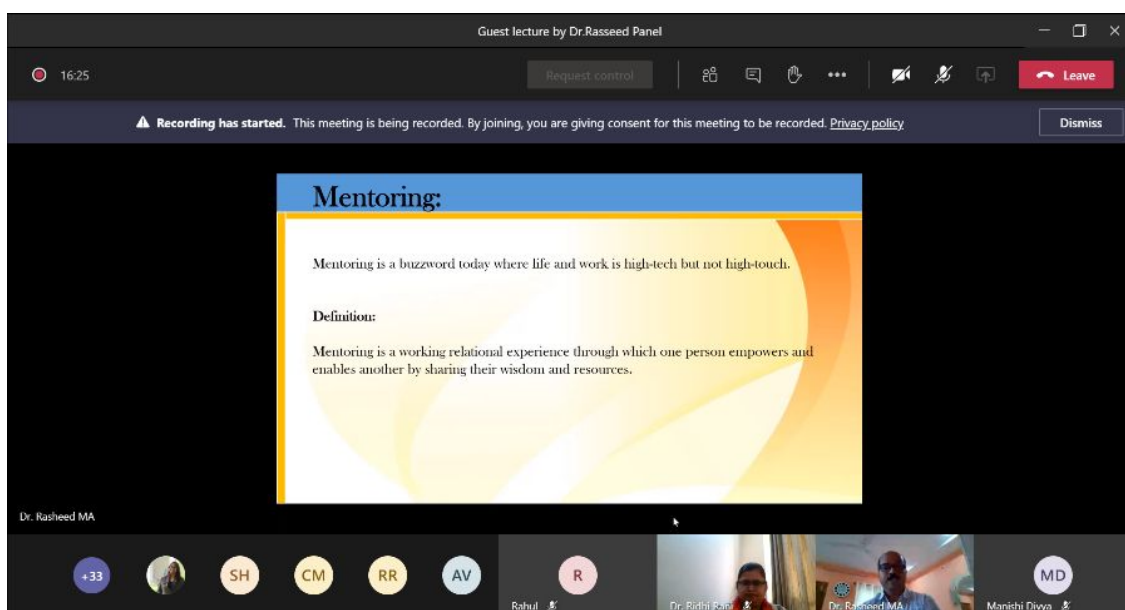 Guest lecture by Dr.Rasseed Panel
16:25
Request control
Leave
Recording has started. This meeting is being recorded. By joining, you are giving consent for this meeting to be recorded. Privacy policy
Dismiss
Mentoring:
Mentoring is a buzzword today where life and work is high-tech but not high-touch.
Definition:
Mentoring is a working relational experience through which one person empowers and
enables another by sharing their wisdom and resources.
Dr. Rasheed MA
+33
SH
CM
RR
AV
R
MD
Rahul
Dr. Ridhi Rani
Dr. Rasheed MA
Manishi Divya